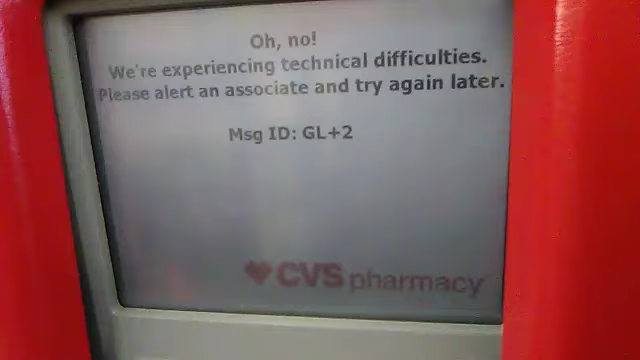 Oh, no!
We're experiencing technical difficulties.
Please alert an associate and try again later.
Msg ID: GL+2
CVS pharmacy